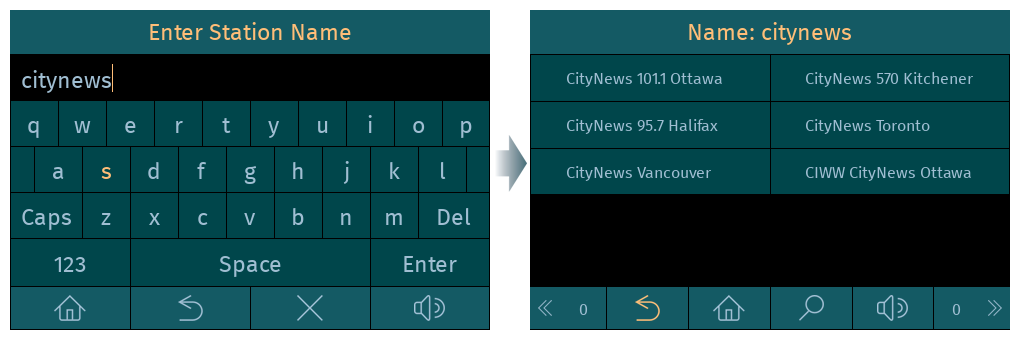 Enter Station Name
citynews
q w e r t y u i o p
a s d f g h j k l
Caps z x c v b n m Del
123 Space Enter
Name: citynews
CityNews 101.1 Ottawa CityNews 570 Kitchener
CityNews 95.7 Halifax CityNews Toronto
CityNews Vancouver CIWW CityNews Ottawa
0 0